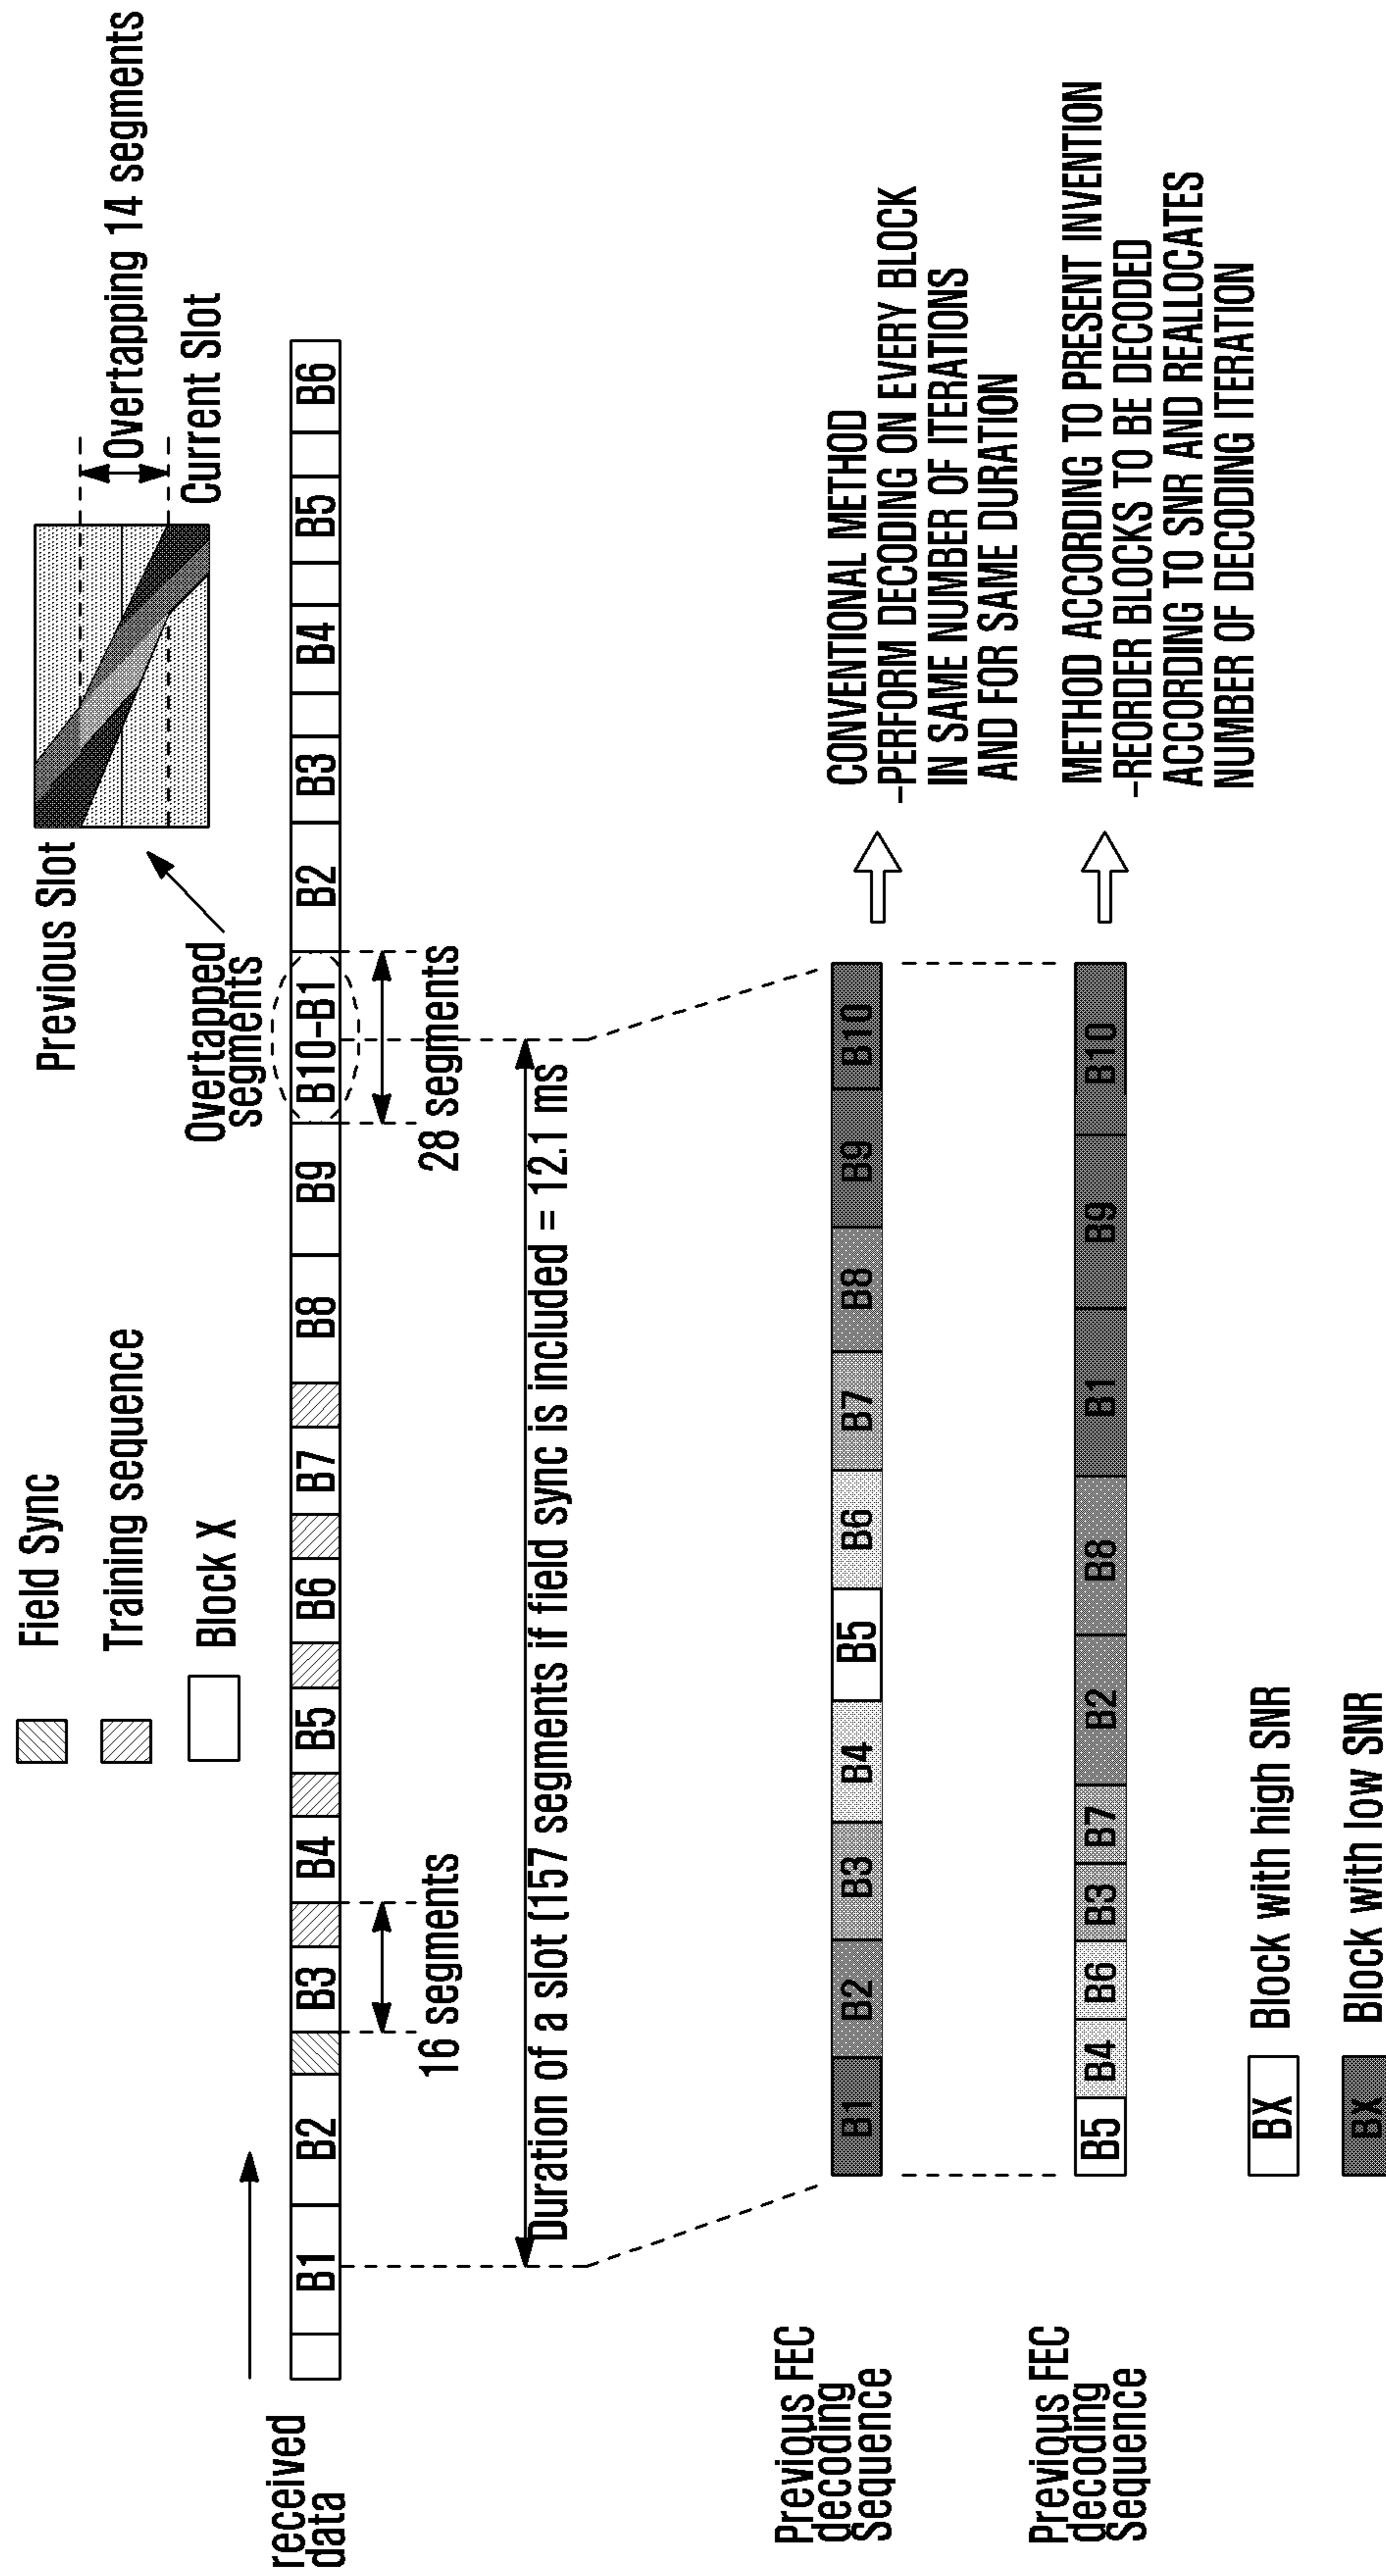 Field Sync
Training sequence
Block X
Previous Slot
Overtapping 14 segments
Current Slot
Overtapped
segments
received
data
B1 B2 B3 B4 B5 B6 B7 B8 B9 B10-B1 B2 B3 B4 B5 B6
16 segments
28 segments
Duration of a slot (157 segments if field sync is included = 12.1 ms
Previous FEC
decoding
Sequence
B1 B2 B3 B4 B5 B6 B7 B8 B9 B10
CONVENTIONAL METHOD
-PERFORM DECODING ON EVERY BLOCK
IN SAME NUMBER OF ITERATIONS
AND FOR SAME DURATION
Previous FEC
decoding
Sequence
B5 B4 B6 B3 B7 B2 B8 B1 B9 B10
METHOD ACCORDING TO PRESENT INVENTION
-REORDER BLOCKS TO BE DECODED
ACCORDING TO SNR AND REALLOCATES
NUMBER OF DECODING ITERATION
BX Block with high SNR
BX Block with low SNR